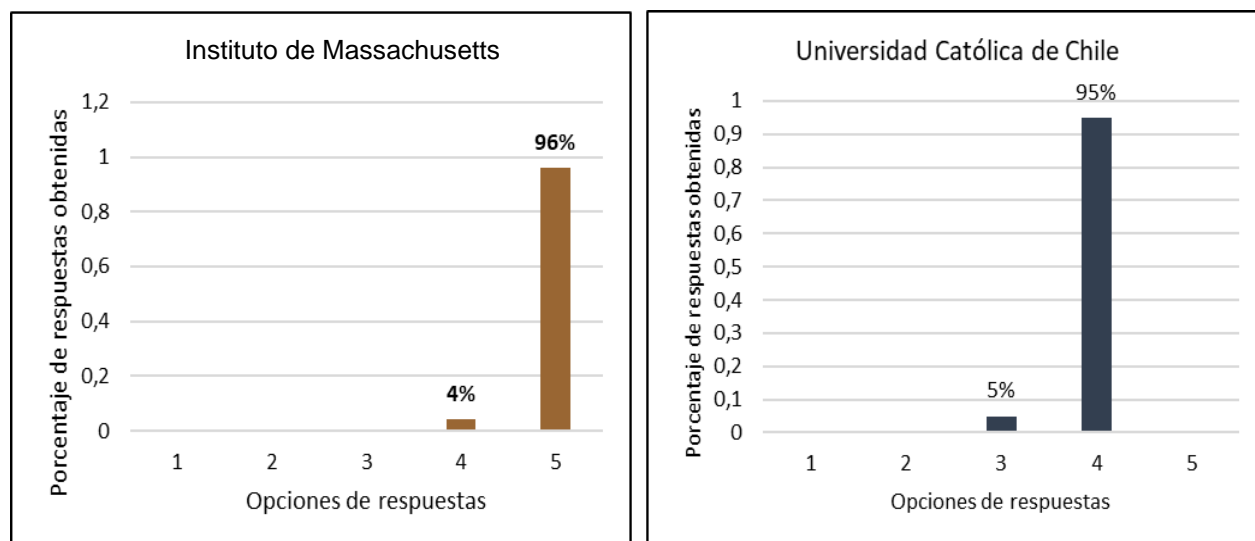 Instituto de Massachusetts
Porcentaje de respuestas obtenidas
1,2
1
0,8
0,6
0,4
0,2
0
4%
96%
1 2 3 4 5
Opciones de respuestas
Universidad Católica de Chile
Porcentaje de respuestas obtenidas
1
0,9
0,8
0,7
0,6
0,5
0,4
0,3
0,2
0,1
0
5%
95%
1 2 3 4 5
Opciones de respuestas